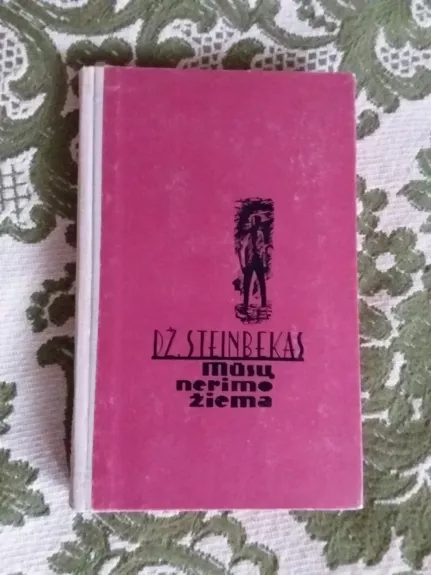 DŽ. STEINBEKAS
mūsų
nerimo
žiema